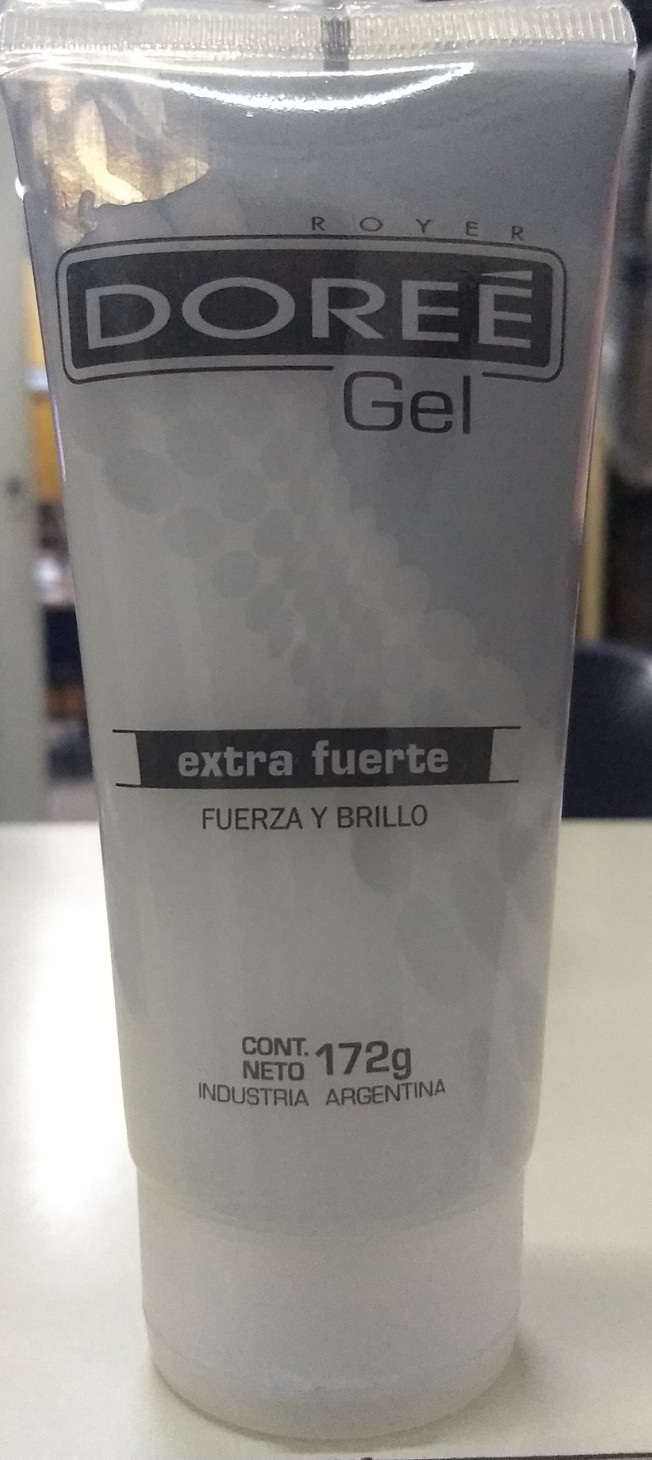 ROYER
DOREÉ
Gel
extra fuerte
FUERZA Y BRILLO
CONT.
NETO 172g
INDUSTRIA ARGENTINA